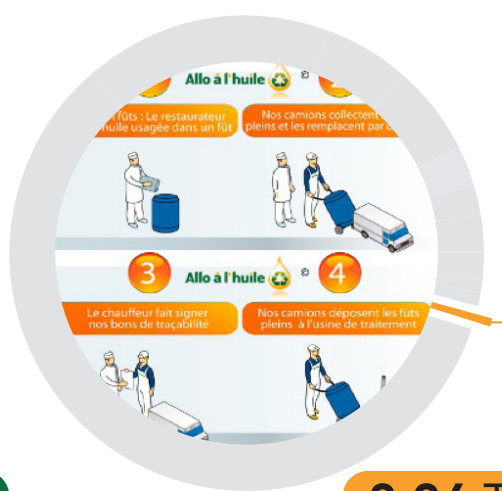 Allo à l'huile ©
fûts : Le restaurateur
huile usagée dans un fût
Nos camions collectent
pleins et les remplacent par
3 Allo à l'huile © 4
Le chauffeur fait signer
nos bons de traçabilité
Nos camions déposent les fûts
pleins à l'usine de traitement